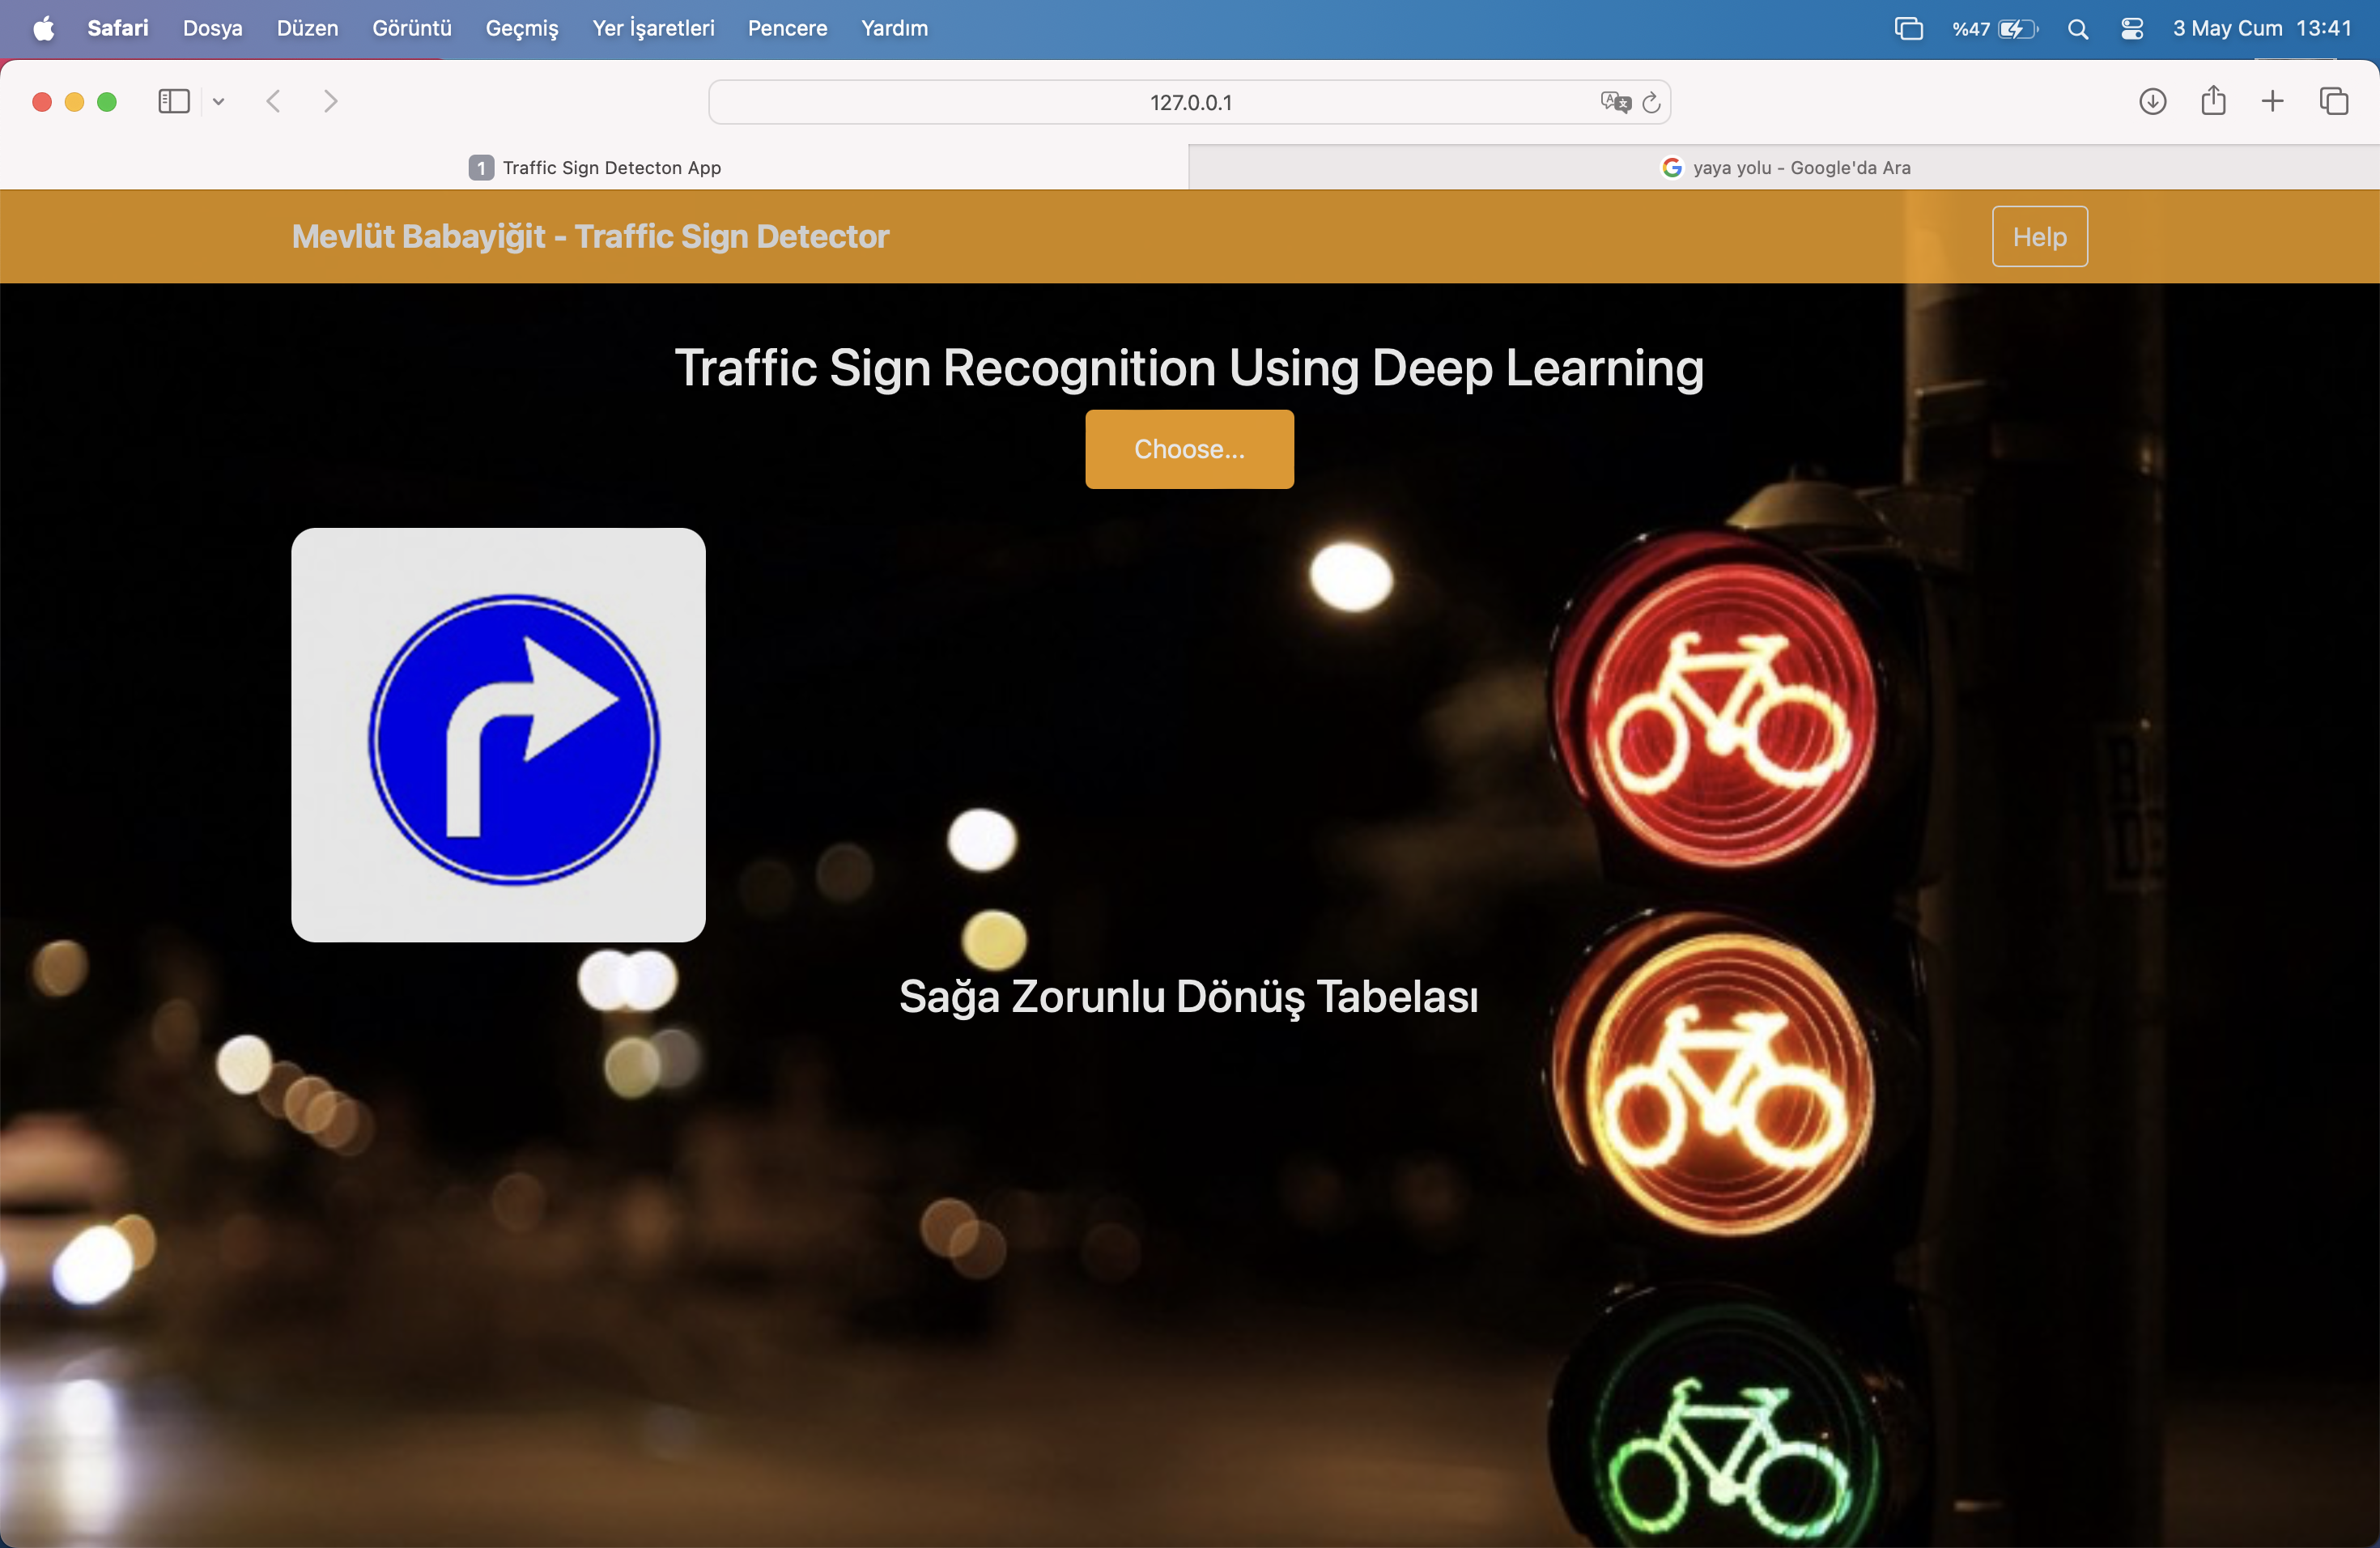 Safari Dosya Düzen Görüntü Geçmiş Yer İşaretleri Pencere Yardım %47 3 May Cum 13:41
127.0.0.1
1 Traffic Sign Detecton App
yaya yolu - Google'da Ara
Mevlüt Babayiğit - Traffic Sign Detector
Help
Traffic Sign Recognition Using Deep Learning
Choose...
Sağa Zorunlu Dönüş Tabelası